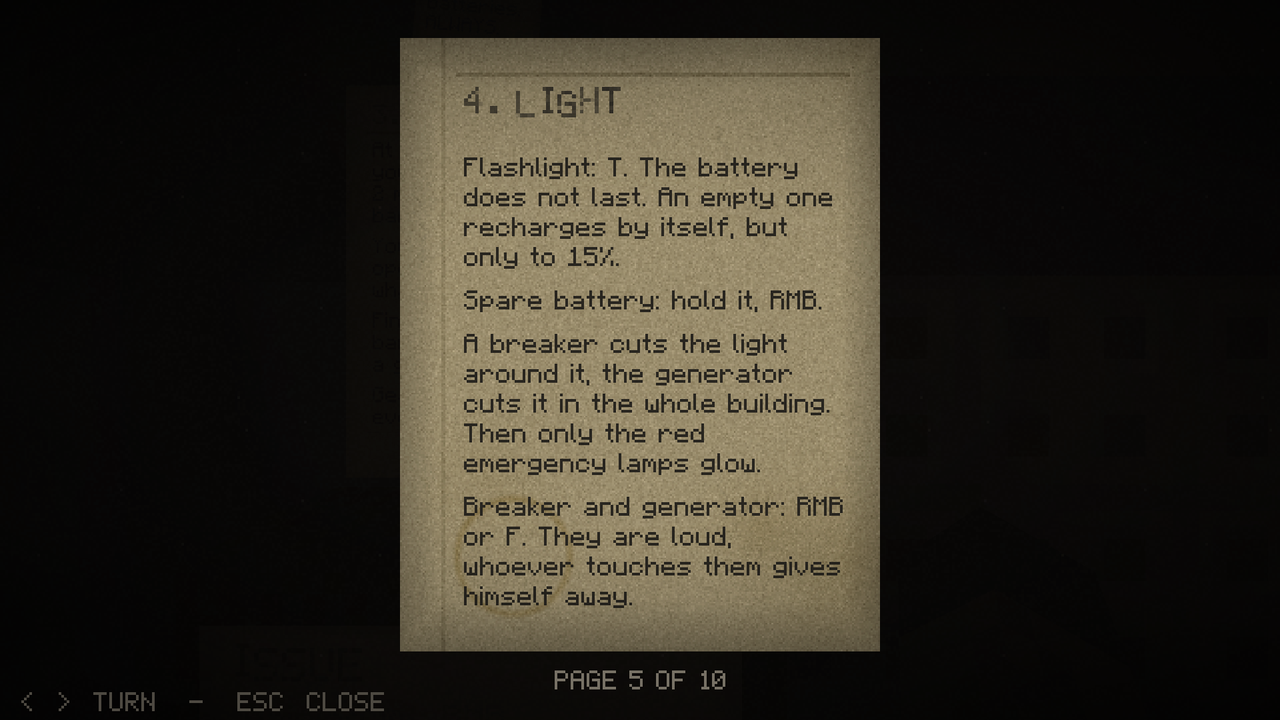 4. LIGHT
Flashlight: T. The battery
does not last. An empty one
recharges by itself, but
only to 15%.
Spare battery: hold it, RMB.
A breaker cuts the light
around it, the generator
cuts it in the whole building.
Then only the red
emergency lamps glow.
Breaker and generator: RMB
or F. They are loud,
whoever touches them gives
himself away.
PAGE 5 OF 10
< > TURN – ESC CLOSE